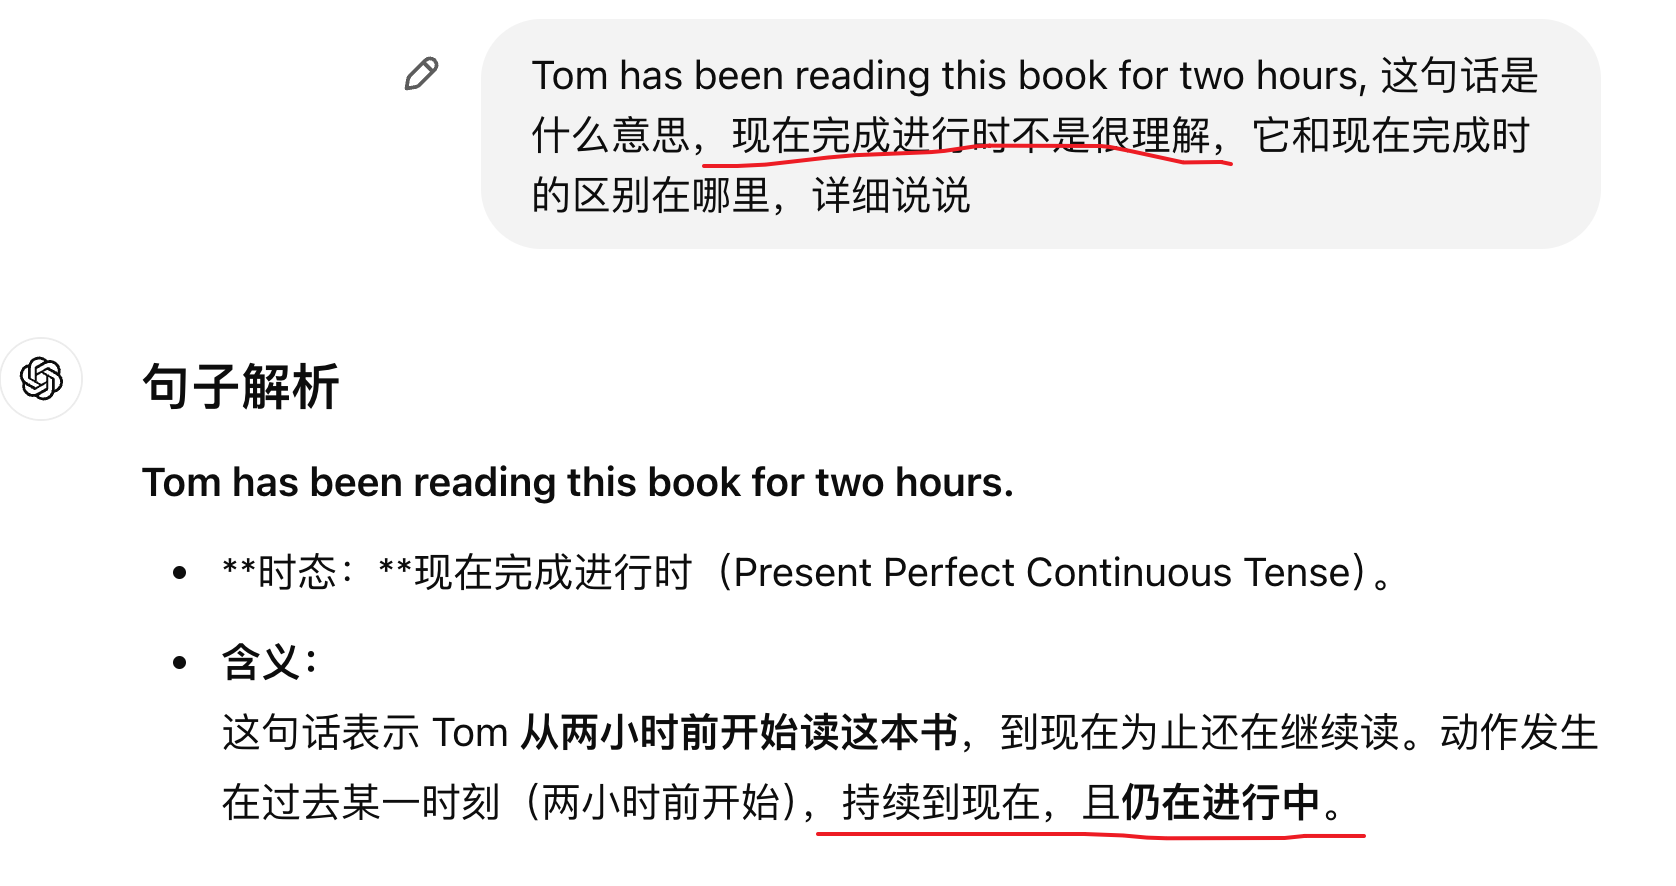 Tom has been reading this book for two hours, 这句话是
什么意思，现在完成进行时不是很理解，它和现在完成时
的区别在哪里，详细说说
句子解析
Tom has been reading this book for two hours.
• **时态：**现在完成进行时（Present Perfect Continuous Tense）。
• 含义：
这句话表示 Tom 从两小时前开始读这本书，到现在为止还在继续读。动作发生
在过去某一时刻（两小时前开始），持续到现在，且仍在进行中。